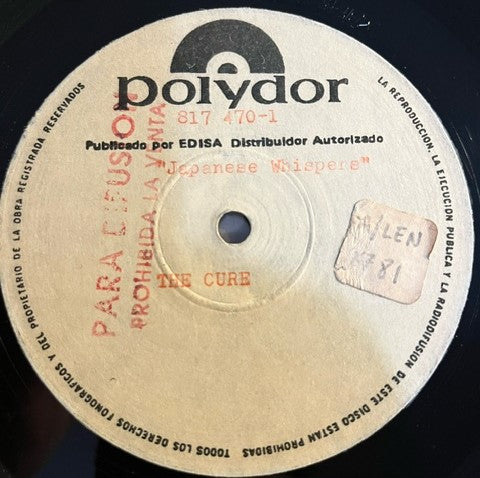 polydor
817 470-1
Publicado por EDISA Distribuidor Autorizado
"Japanese Whispers"
THE CURE
PARA DIFUSION
PROHIBIDA LA VENTA
LEN
81
TODOS LOS DERECHOS FONOGRAFICOS Y DEL PROPIETARIO DE LA OBRA REGISTRADA RESERVADOS
LA REPRODUCCION, LA EJECUCION PUBLICA Y LA RADIODIFUSION DE ESTE DISCO ESTAN PROHIBIDAS